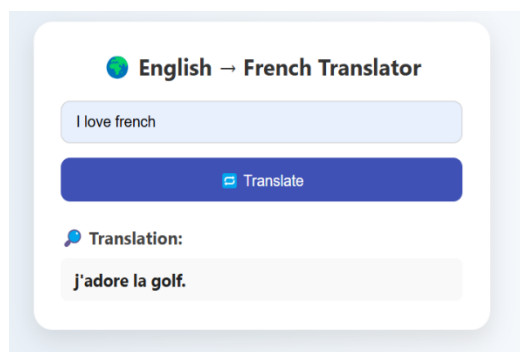 English → French Translator
I love french
Translate
Translation:
j'adore la golf.